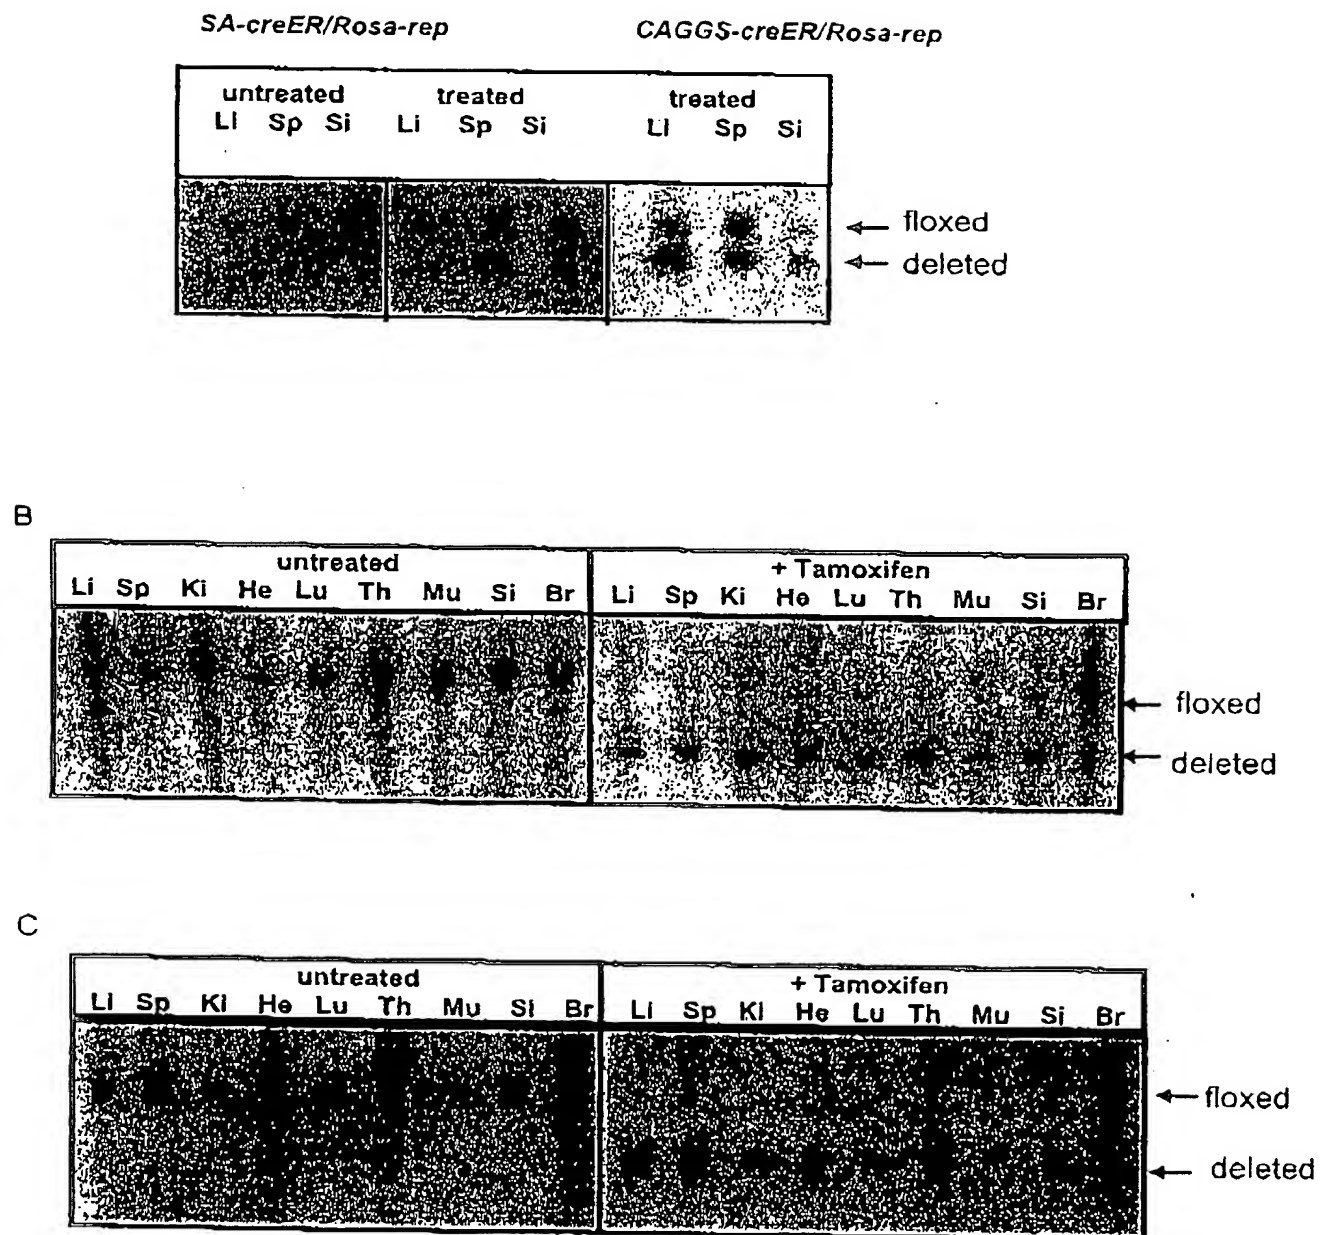 SA-creER/Rosa-rep CAGGS-creER/Rosa-rep
untreated treated treated
Li Sp Si Li Sp Si Li Sp Si
floxed
deleted
B
untreated + Tamoxifen
Li Sp Ki He Lu Th Mu Si Br Li Sp Ki He Lu Th Mu Si Br
floxed
deleted
C
untreated + Tamoxifen
Li Sp Ki He Lu Th Mu Si Br Li Sp Ki He Lu Th Mu Si Br
floxed
deleted